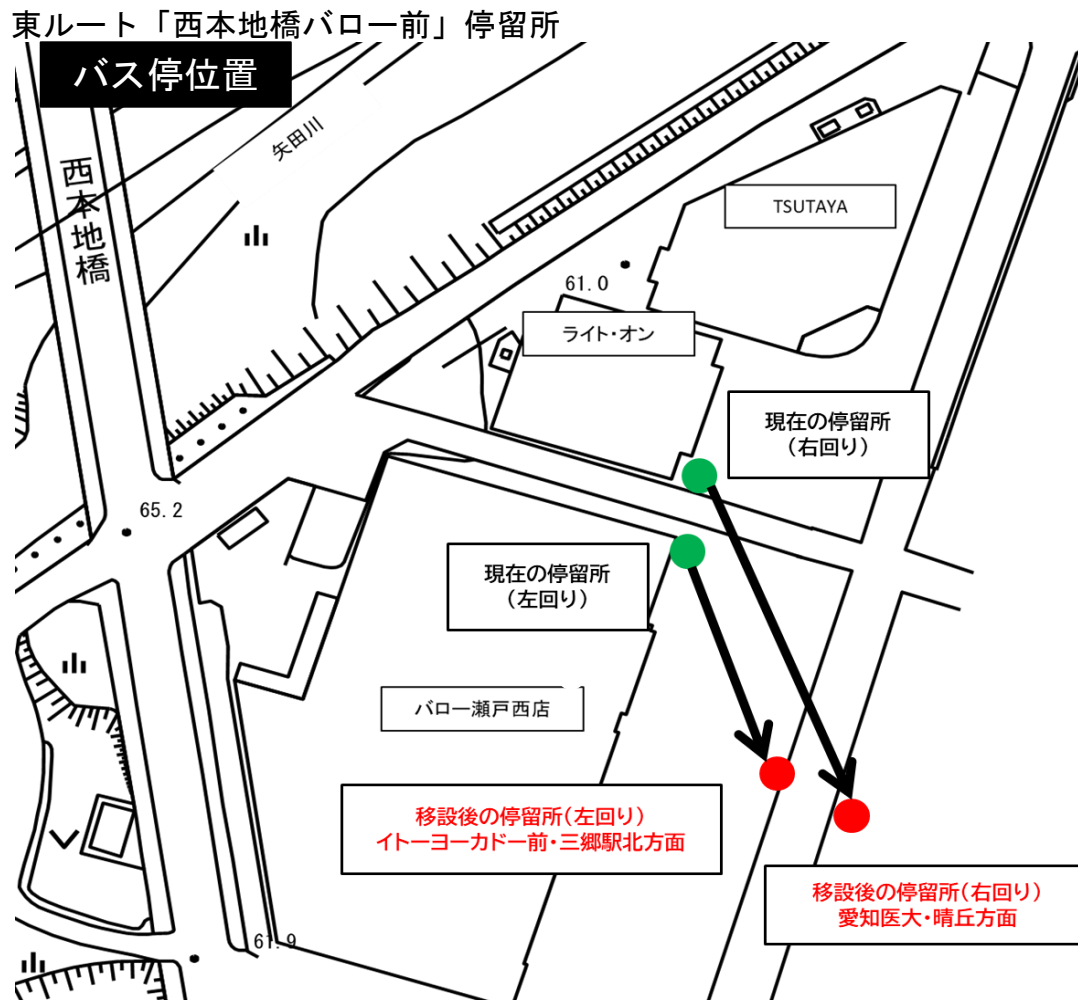 東ルート「西本地橋バロー前」停留所
バス停位置
矢田川
西本地橋
TSUTAYA
61.0
ライト・オン
現在の停留所
(右回り)
65.2
現在の停留所
(左回り)
バロー瀬戸西店
移設後の停留所(左回り)
イトーヨーカドー前・三郷駅北方面
移設後の停留所(右回り)
愛知医大・晴丘方面
61.9